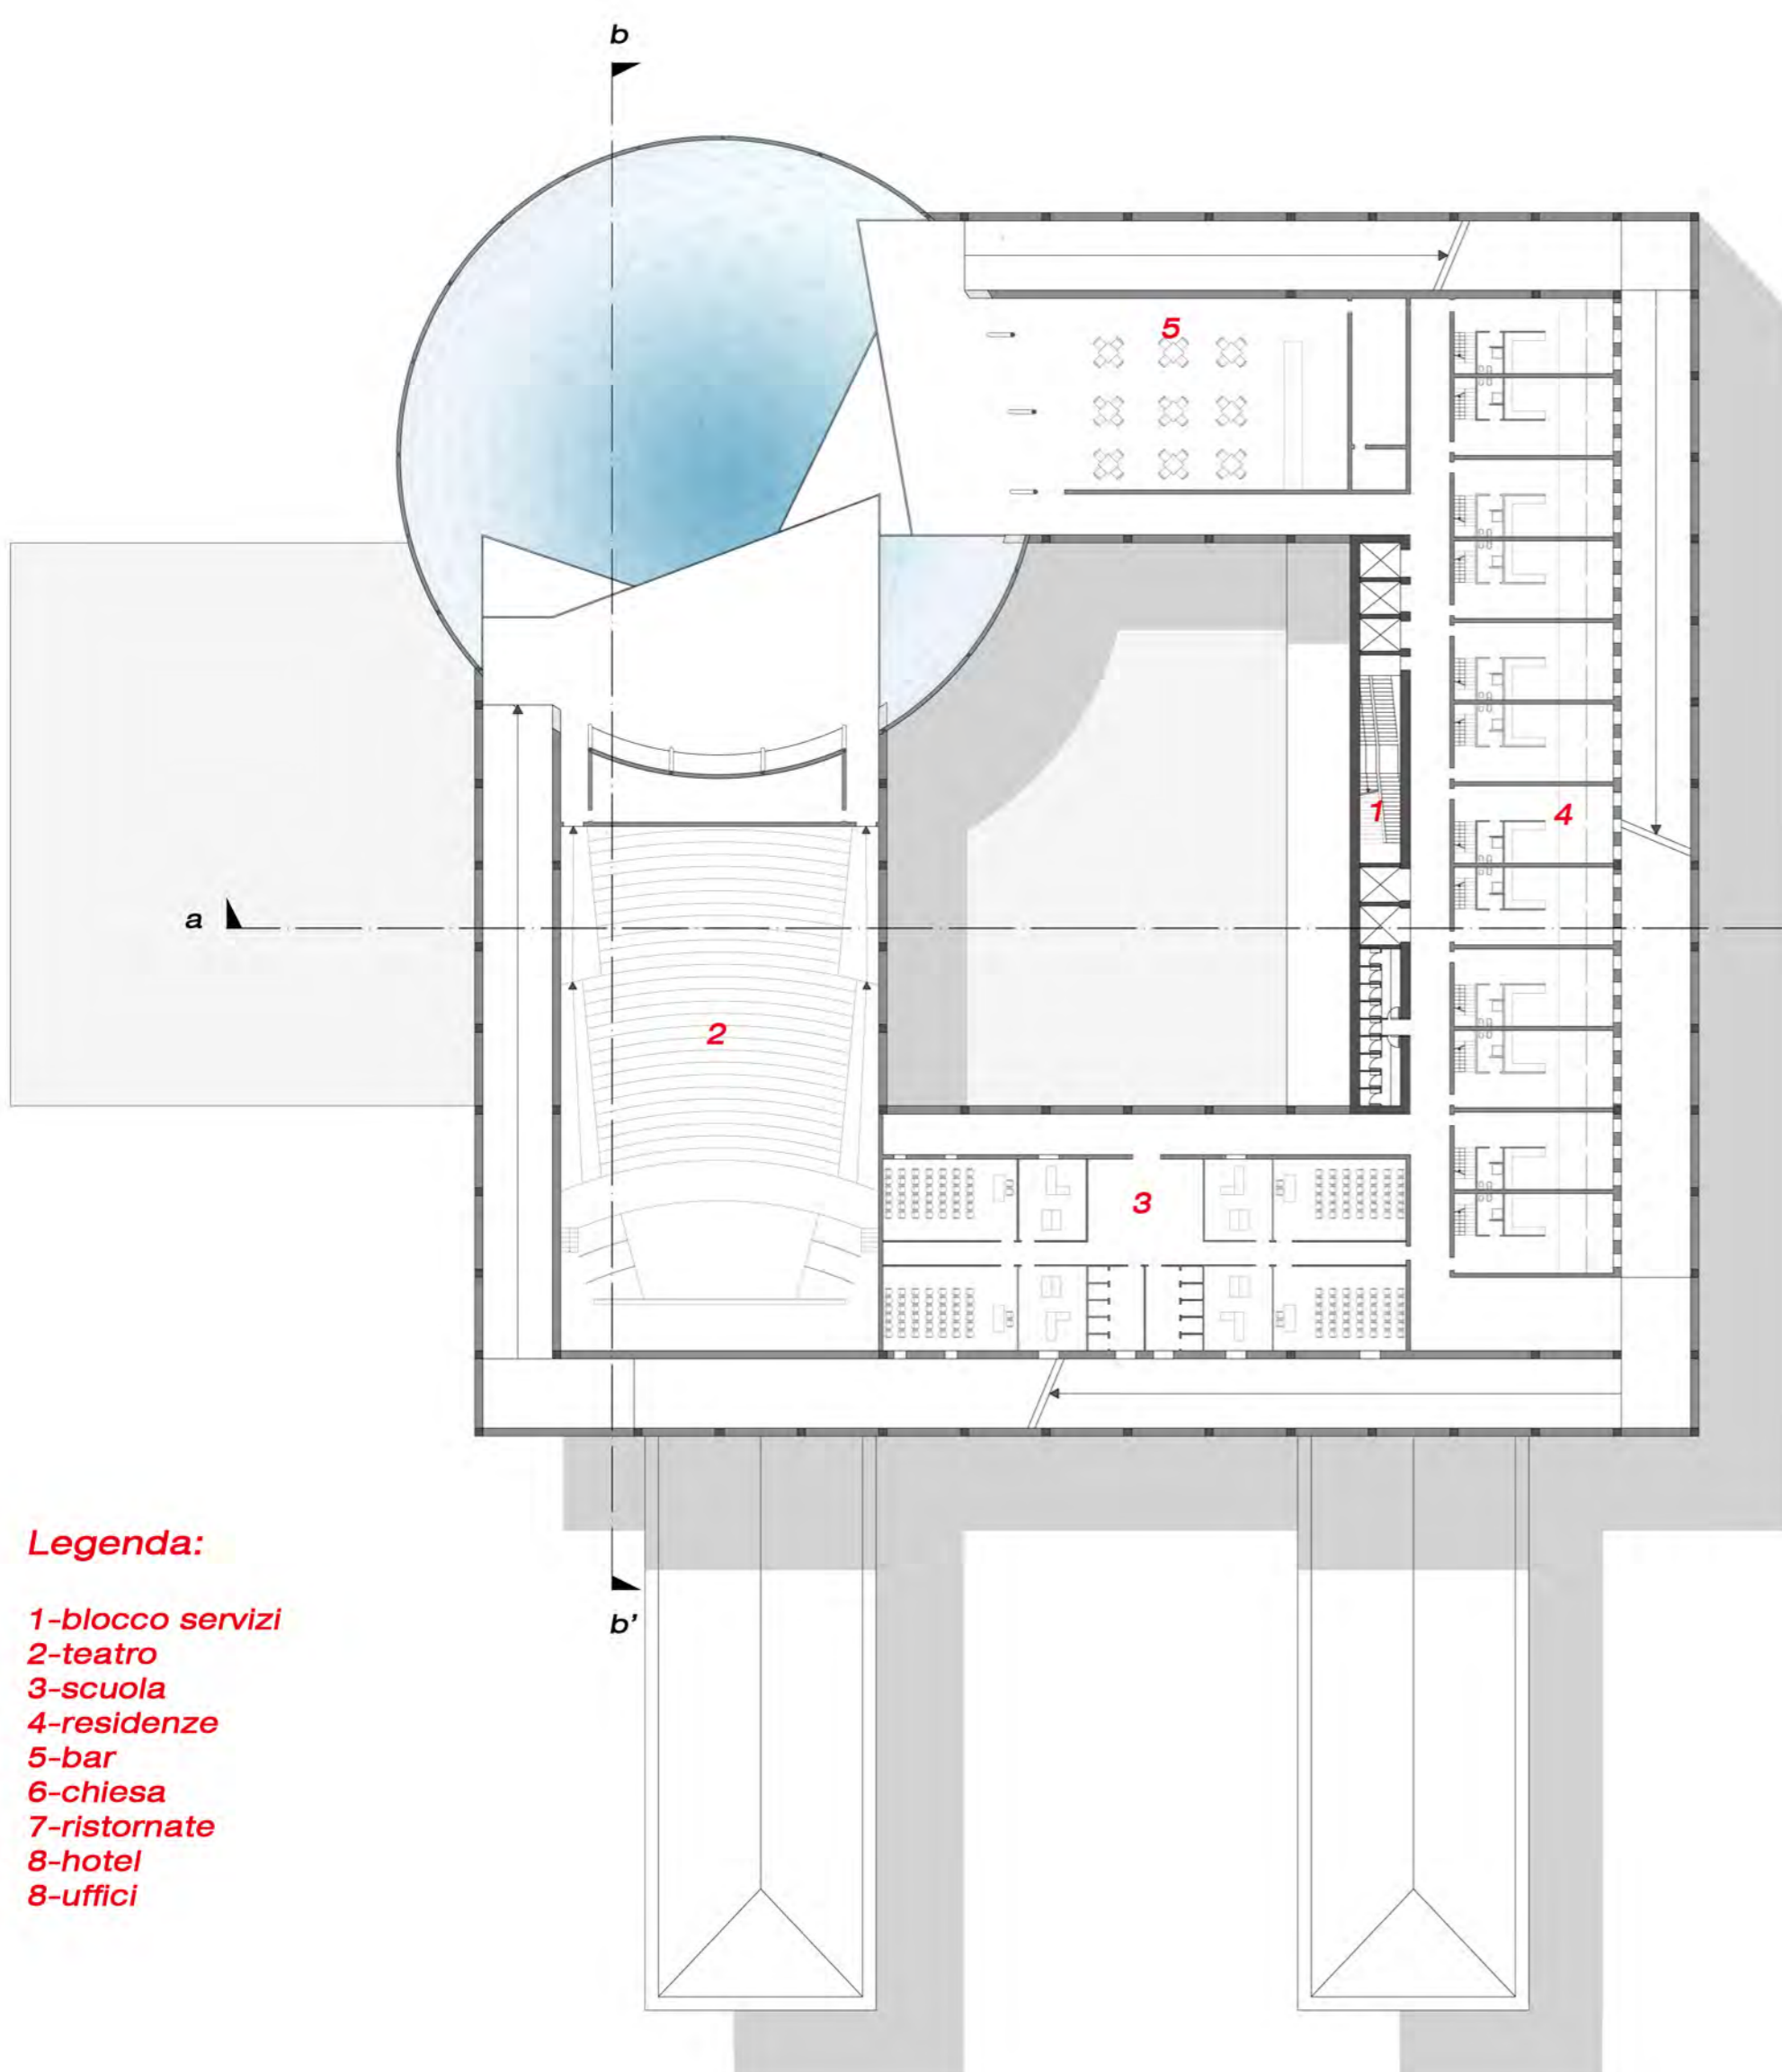 b
5
1
4
a
2
3
b’
Legenda:
1-blocco servizi
2-teatro
3-scuola
4-residenze
5-bar
6-chiesa
7-ristornate
8-hotel
8-uffici